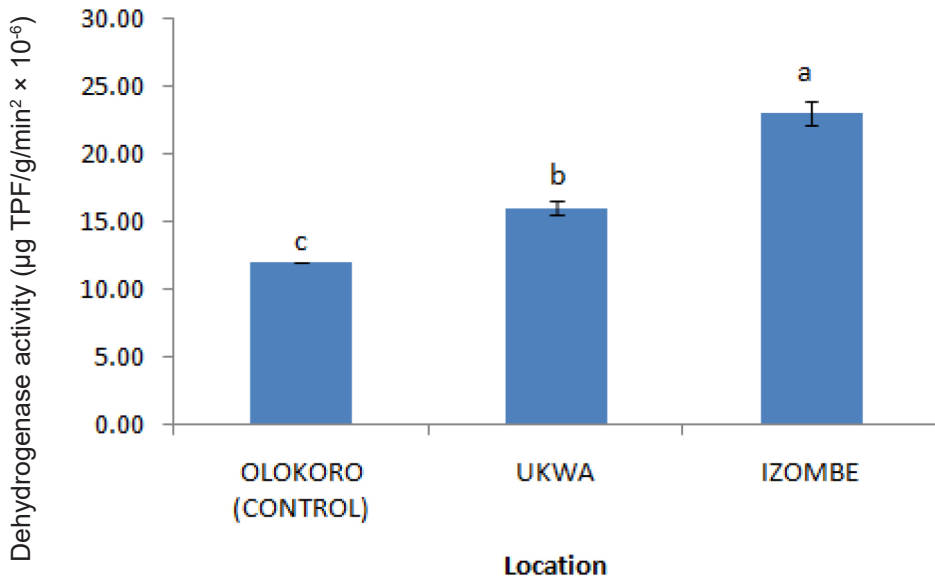 Dehydrogenase activity (µg TPF/g/min² × 10⁻⁶)
30.00
25.00
20.00
15.00
10.00
5.00
0.00
a
b
c
OLOKORO
(CONTROL)
UKWA
IZOMBE
Location